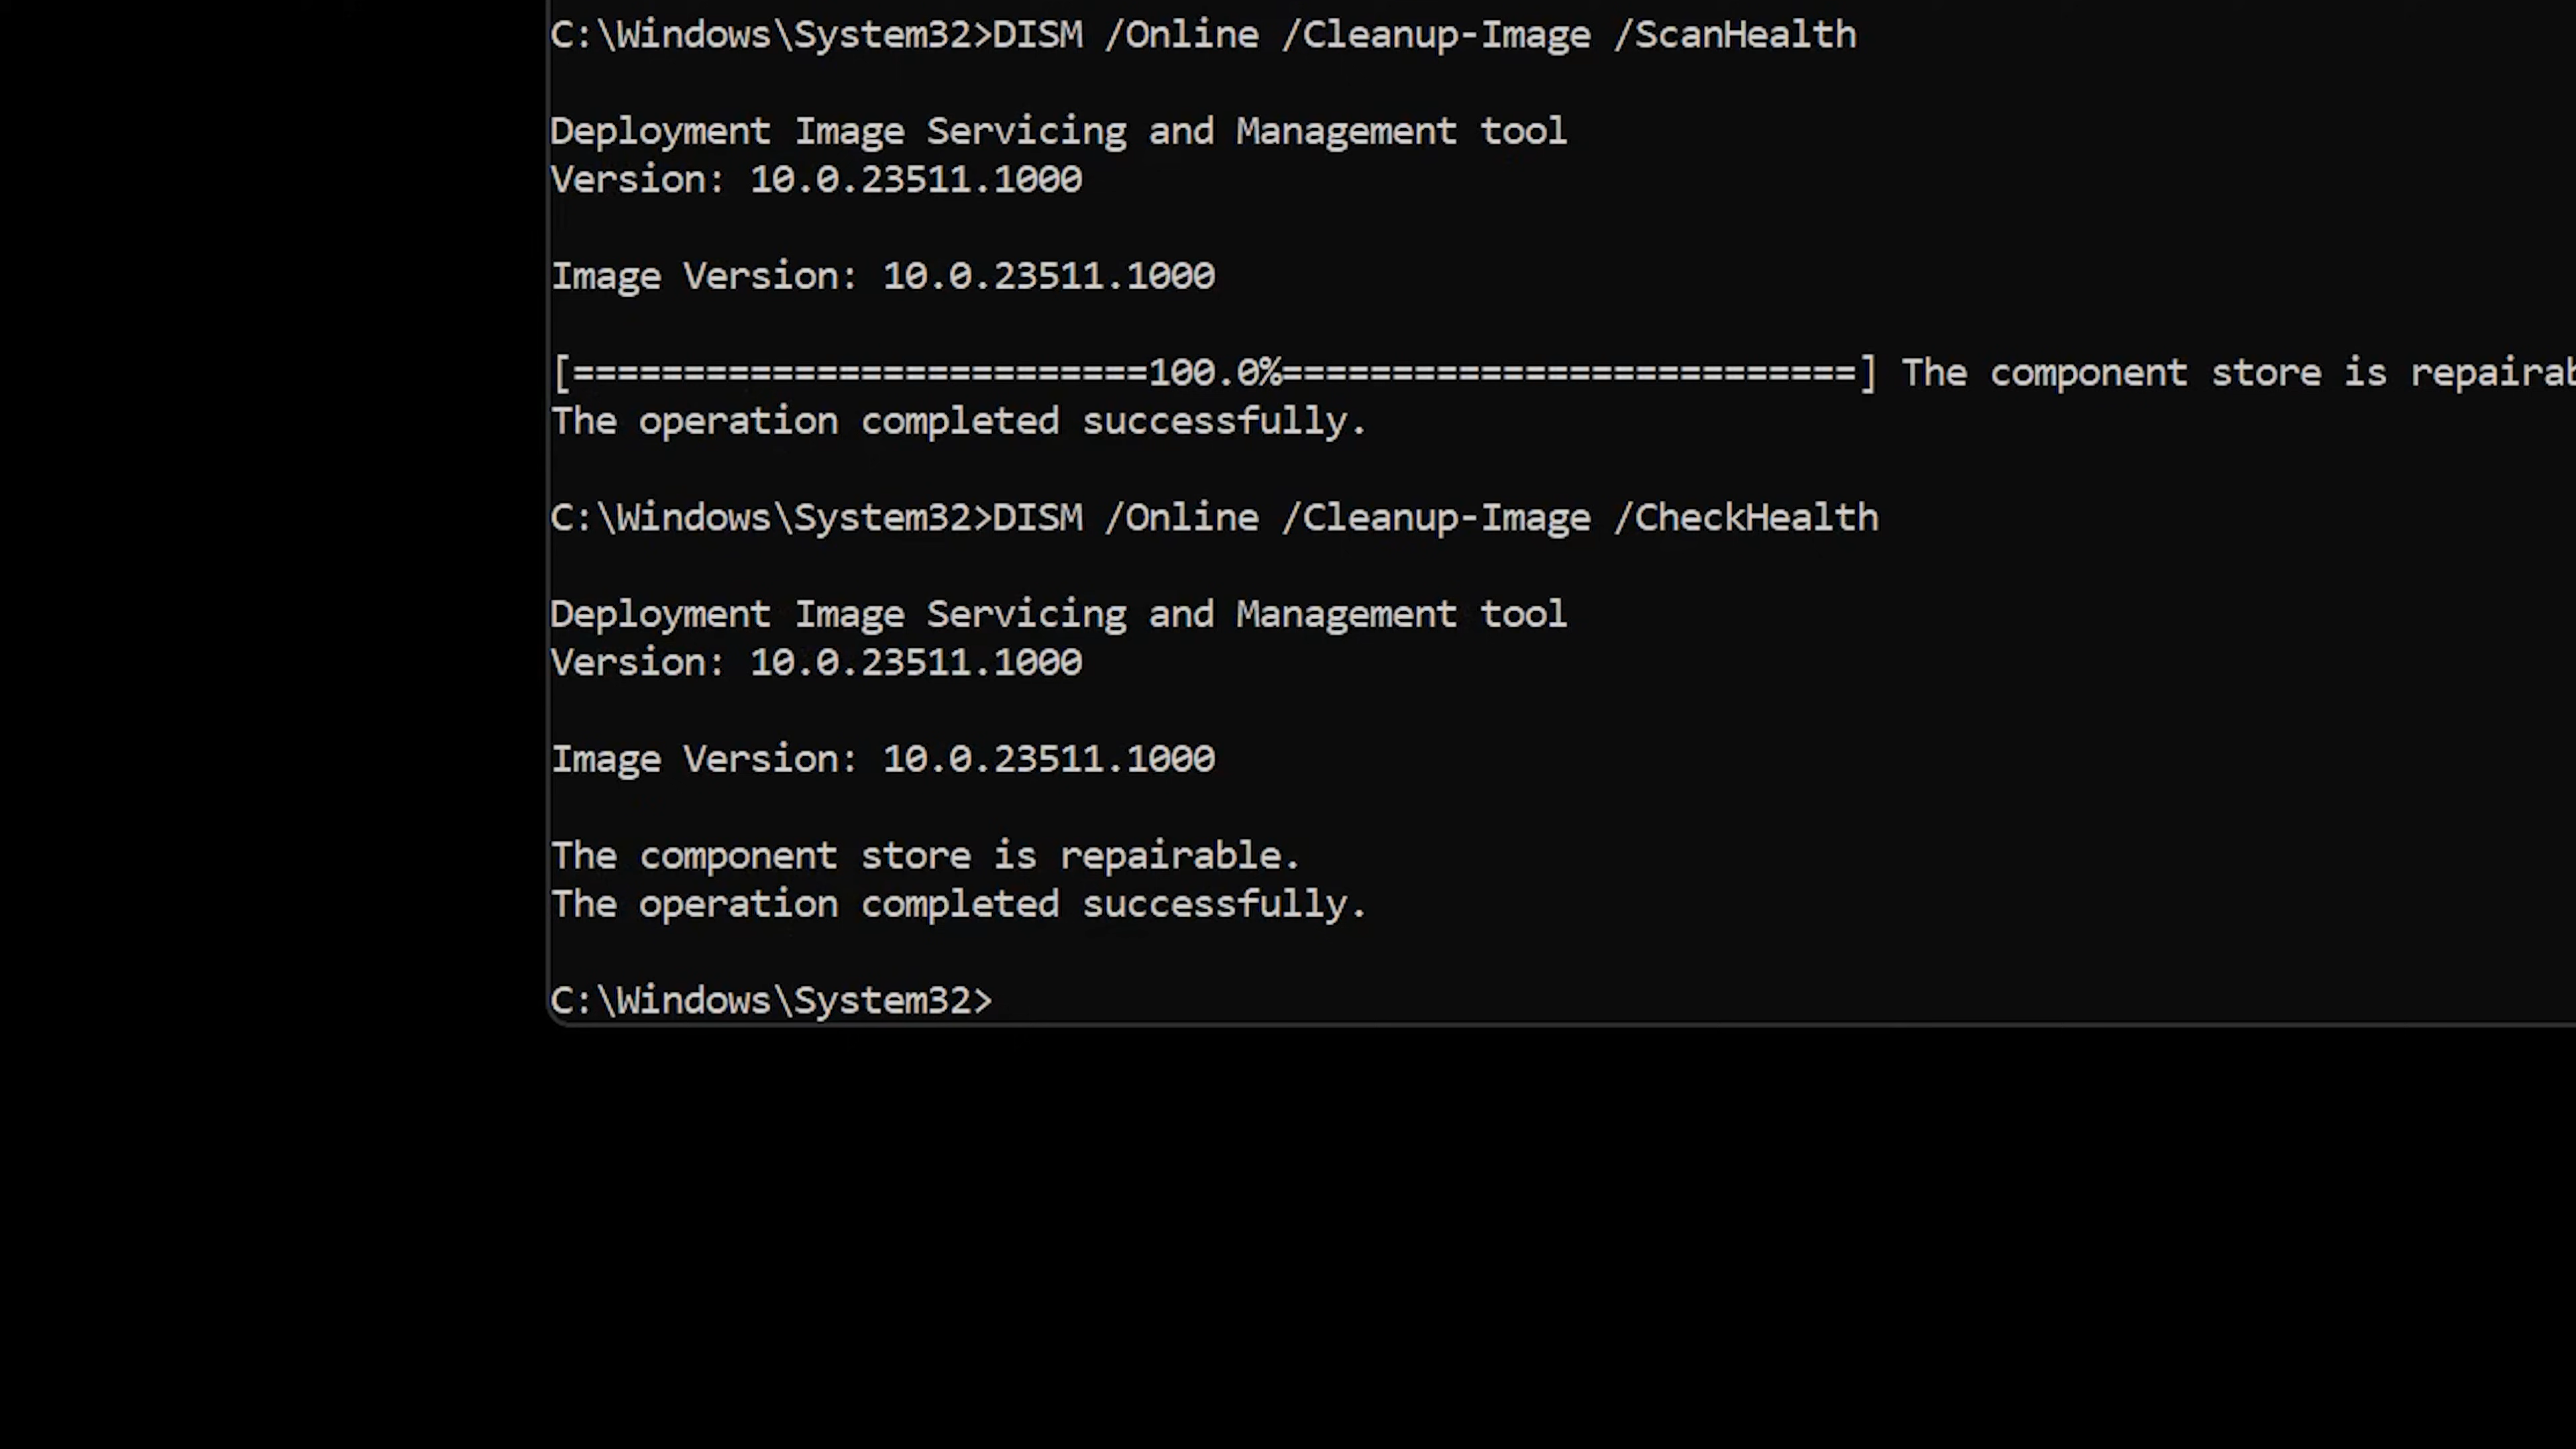 C:\Windows\System32>DISM /Online /Cleanup-Image /ScanHealth
Deployment Image Servicing and Management tool
Version: 10.0.23511.1000
Image Version: 10.0.23511.1000
[==========================100.0%==========================] The component store is repairab
The operation completed successfully.
C:\Windows\System32>DISM /Online /Cleanup-Image /CheckHealth
Deployment Image Servicing and Management tool
Version: 10.0.23511.1000
Image Version: 10.0.23511.1000
The component store is repairable.
The operation completed successfully.
C:\Windows\System32>